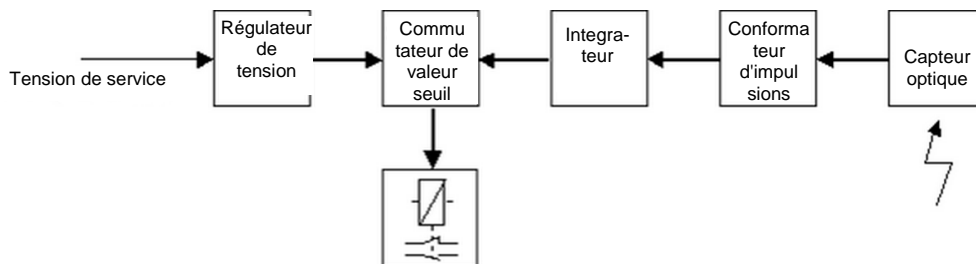 Tension de service
Régulateur
de
tension
Commu
tateur de
valeur
seuil
Integra-
teur
Conforma
teur
d'impul
sions
Capteur
optique